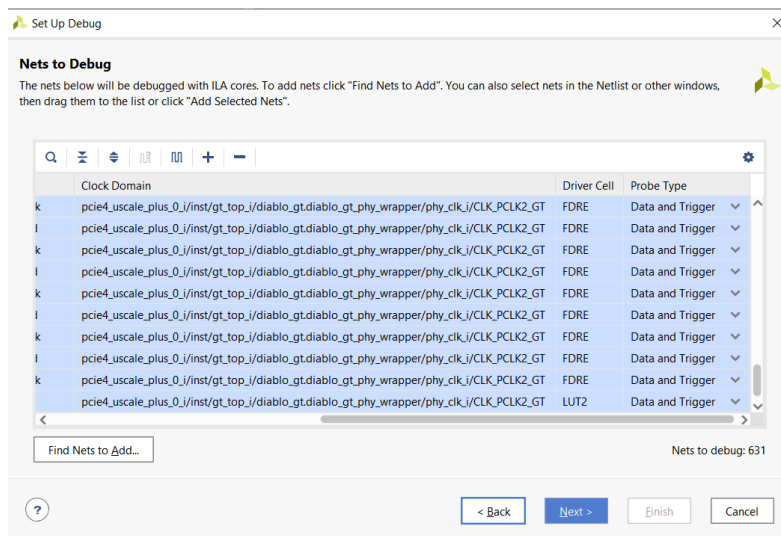 Set Up Debug
Nets to Debug
The nets below will be debugged with ILA cores. To add nets click "Find Nets to Add". You can also select nets in the Netlist or other windows,
then drag them to the list or click "Add Selected Nets".
Clock Domain Driver Cell Probe Type
k pcie4_uscale_plus_0_i/inst/gt_top_i/diablo_gt.diablo_gt_phy_wrapper/phy_clk_i/CLK_PCLK2_GT FDRE Data and Trigger
d pcie4_uscale_plus_0_i/inst/gt_top_i/diablo_gt.diablo_gt_phy_wrapper/phy_clk_i/CLK_PCLK2_GT FDRE Data and Trigger
k pcie4_uscale_plus_0_i/inst/gt_top_i/diablo_gt.diablo_gt_phy_wrapper/phy_clk_i/CLK_PCLK2_GT FDRE Data and Trigger
d pcie4_uscale_plus_0_i/inst/gt_top_i/diablo_gt.diablo_gt_phy_wrapper/phy_clk_i/CLK_PCLK2_GT FDRE Data and Trigger
k pcie4_uscale_plus_0_i/inst/gt_top_i/diablo_gt.diablo_gt_phy_wrapper/phy_clk_i/CLK_PCLK2_GT FDRE Data and Trigger
d pcie4_uscale_plus_0_i/inst/gt_top_i/diablo_gt.diablo_gt_phy_wrapper/phy_clk_i/CLK_PCLK2_GT FDRE Data and Trigger
k pcie4_uscale_plus_0_i/inst/gt_top_i/diablo_gt.diablo_gt_phy_wrapper/phy_clk_i/CLK_PCLK2_GT FDRE Data and Trigger
d pcie4_uscale_plus_0_i/inst/gt_top_i/diablo_gt.diablo_gt_phy_wrapper/phy_clk_i/CLK_PCLK2_GT FDRE Data and Trigger
k pcie4_uscale_plus_0_i/inst/gt_top_i/diablo_gt.diablo_gt_phy_wrapper/phy_clk_i/CLK_PCLK2_GT FDRE Data and Trigger
pcie4_uscale_plus_0_i/inst/gt_top_i/diablo_gt.diablo_gt_phy_wrapper/phy_clk_i/CLK_PCLK2_GT LUT2 Data and Trigger
Find Nets to Add... Nets to debug: 631
? < Back Next > Finish Cancel